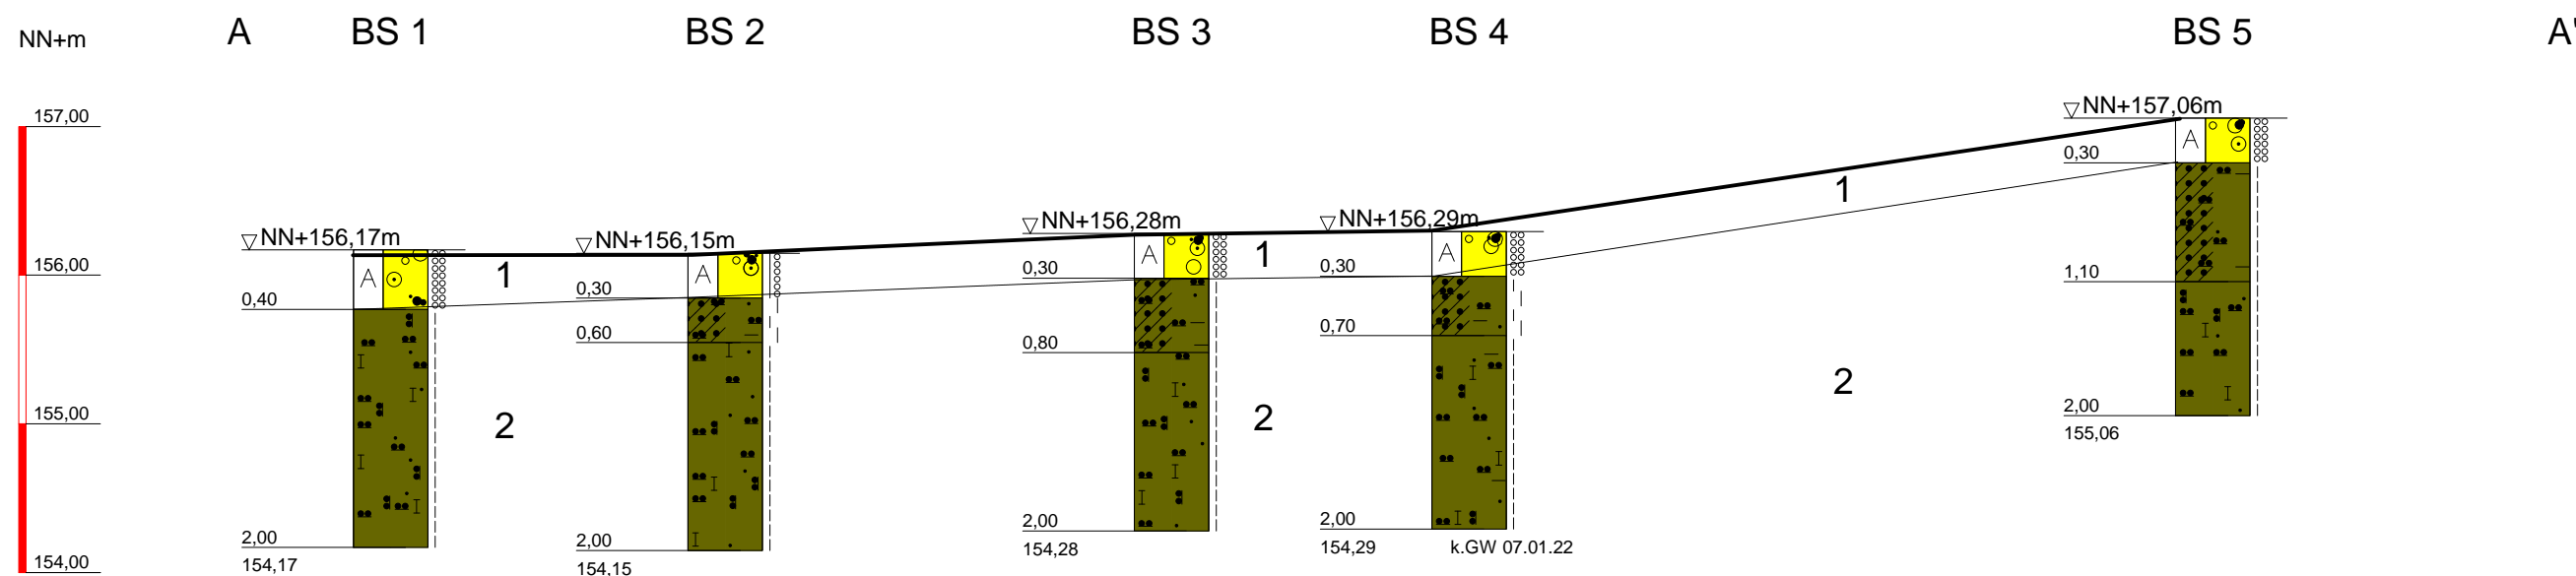 NN+m A BS 1 BS 2 BS 3 BS 4 BS 5 A'
157,00
156,00
155,00
154,00
NN+156,17m
A
0,40
2,00
154,17
1
2
NN+156,15m
A
0,30
0,60
2,00
154,15
NN+156,28m
A
0,30
0,80
2,00
154,28
1
2
NN+156,29m
A
0,30
0,70
2,00
154,29
k.GW 07.01.22
1
2
NN+157,06m
A
0,30
1,10
2,00
155,06